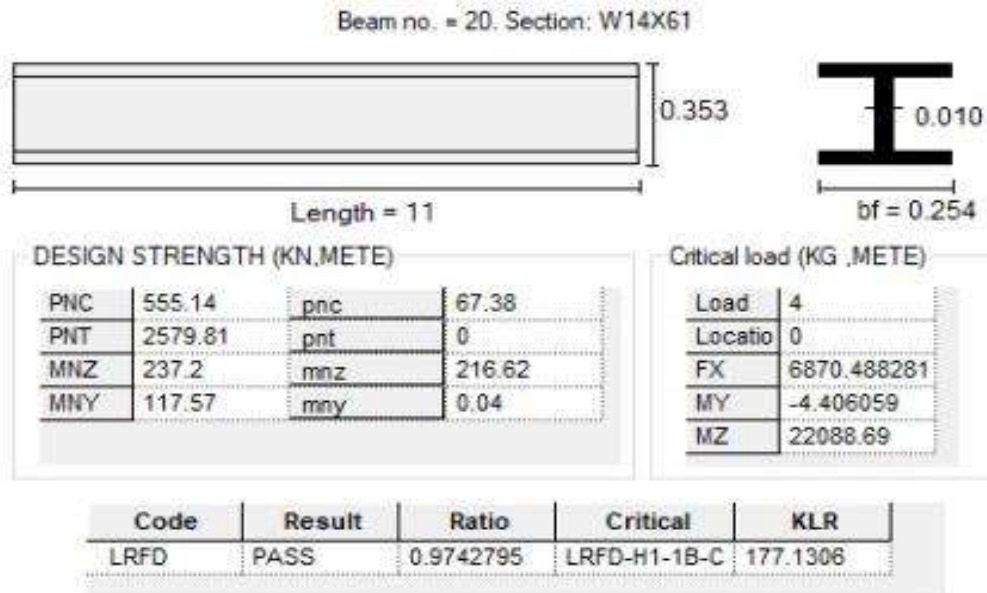 Beam no. = 20. Section: W14X61
0.353
0.010
Length = 11
bf = 0.254
DESIGN STRENGTH (KN,METE)
PNC 555.14 pnc 67.38
PNT 2579.81 pnt 0
MNZ 237.2 mnz 216.62
MNY 117.57 mny 0.04
Critical load (KG ,METE)
Load 4
Locatio 0
FX 6870.488281
MY -4.406059
MZ 22088.69
Code Result Ratio Critical KLR
LRFD PASS 0.9742795 LRFD-H1-1B-C 177.1306